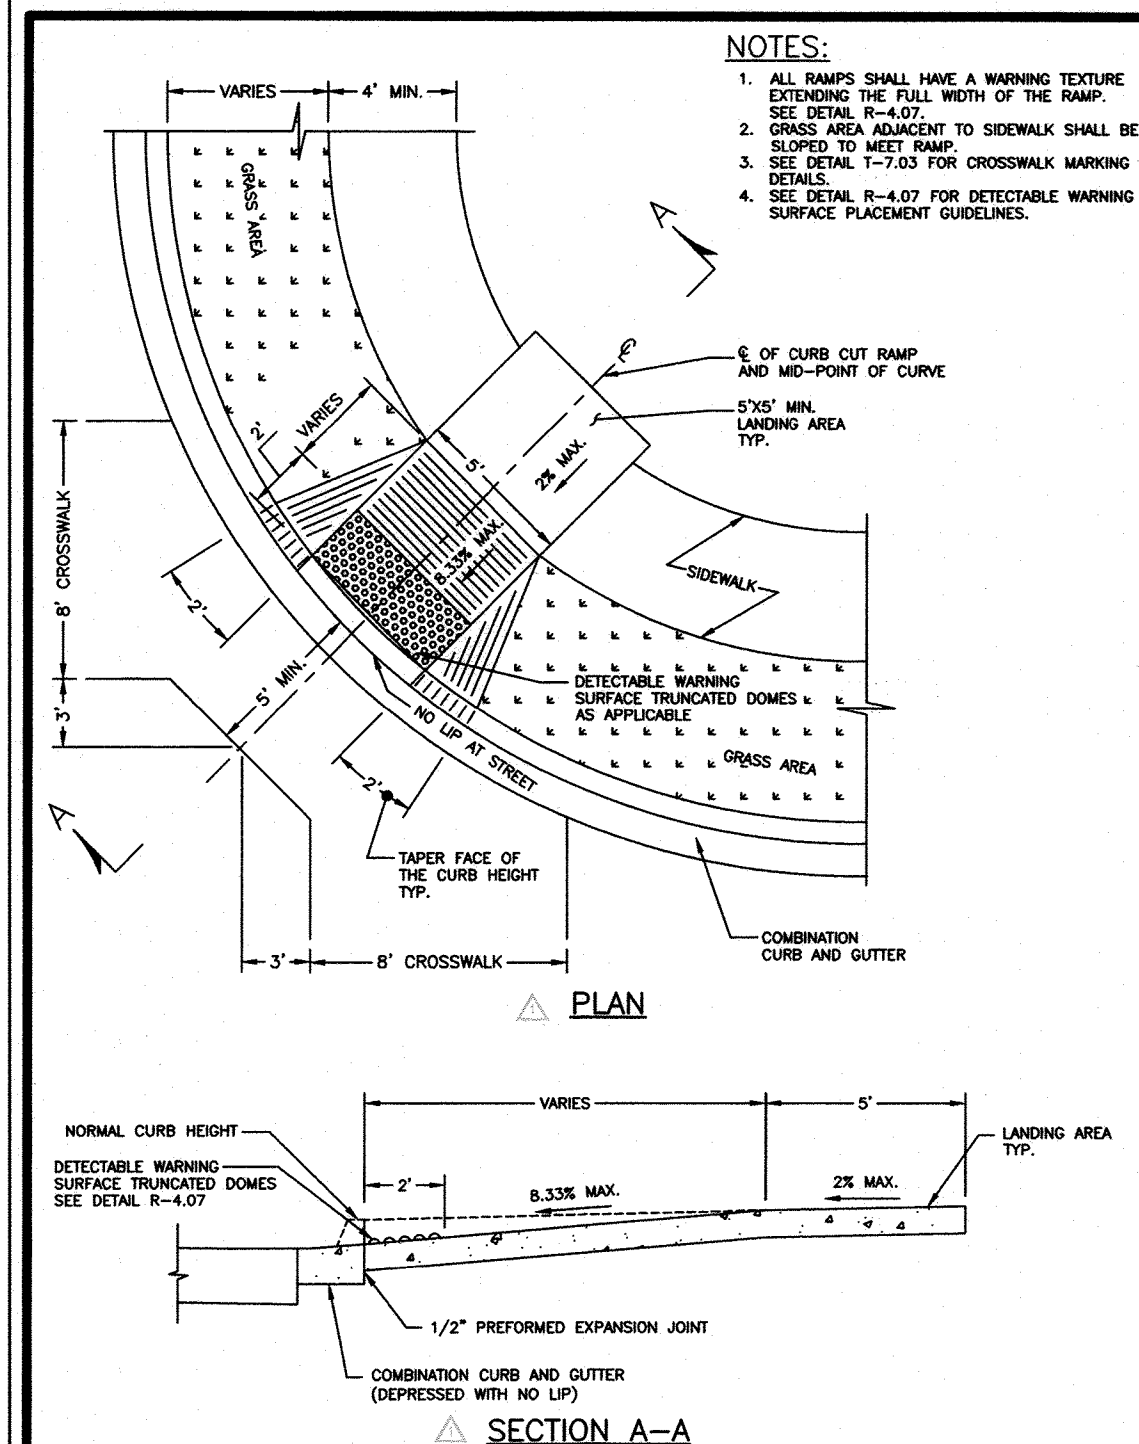 NOTES:
1. ALL RAMPS SHALL HAVE A WARNING TEXTURE
EXTENDING THE FULL WIDTH OF THE RAMP.
SEE DETAIL R-4.07.
2. GRASS AREA ADJACENT TO SIDEWALK SHALL BE
SLOPED TO MEET RAMP.
3. SEE DETAIL T-7.03 FOR CROSSWALK MARKING
DETAILS.
4. SEE DETAIL R-4.07 FOR DETECTABLE WARNING
SURFACE PLACEMENT GUIDELINES.
VARIES
4' MIN.
GRASS AREA
A
℄
℄ OF CURB CUT RAMP
AND MID-POINT OF CURVE
5'X5' MIN.
LANDING AREA
TYP.
2'
VARIES
5'
2% MAX.
8.33% MAX.
8' CROSSWALK
2'
SIDEWALK
5' MIN.
3'
DETECTABLE WARNING
SURFACE TRUNCATED DOMES
AS APPLICABLE
NO LIP AT STREET
GRASS AREA
2'
A
TAPER FACE OF
THE CURB HEIGHT
TYP.
COMBINATION
CURB AND GUTTER
3'
8' CROSSWALK
1
PLAN
VARIES
5'
NORMAL CURB HEIGHT
LANDING AREA
TYP.
DETECTABLE WARNING
SURFACE TRUNCATED DOMES
SEE DETAIL R-4.07
2'
8.33% MAX.
2% MAX.
1/2" PREFORMED EXPANSION JOINT
COMBINATION CURB AND GUTTER
(DEPRESSED WITH NO LIP)
1
SECTION A-A